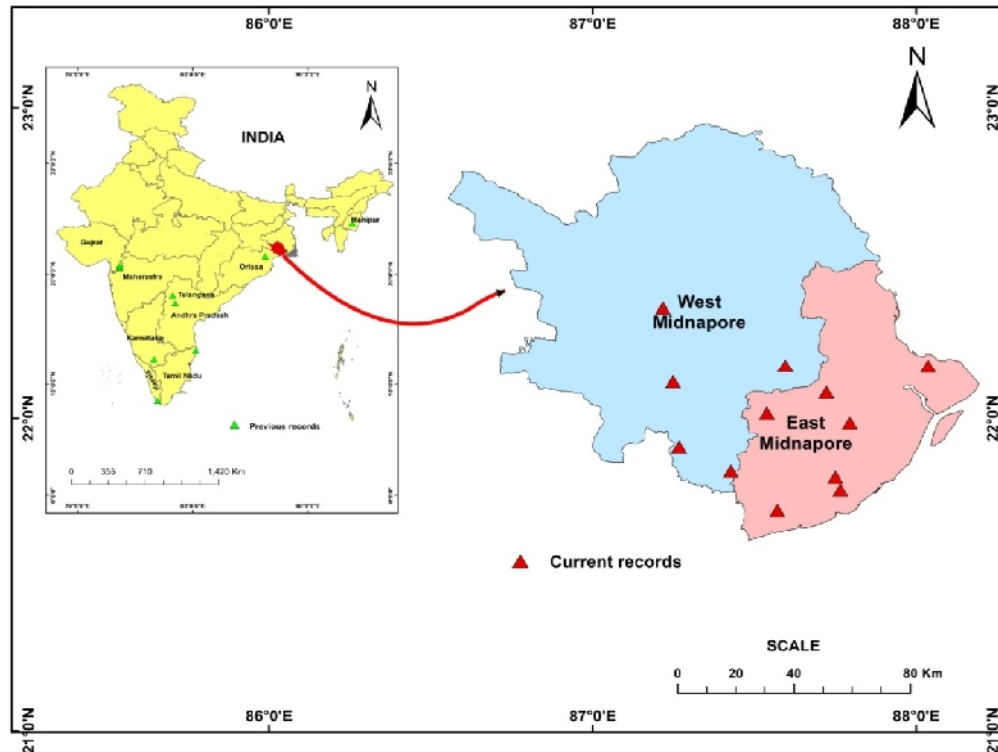 86°0'E
87°0'E
88°0'E
23°0'N
22°0'N
21°0'N
N
INDIA
Manipur
Gujrat
Orissa
Maharastra
Telangana
Andhra Pradesh
Karnataka
Tamil Nadu
Previous records
0 355 710 1,420 Km
N
West
Midnapore
East
Midnapore
Current records
SCALE
0 20 40 80 Km
23°0'N
22°0'N
21°0'N
86°0'E
87°0'E
88°0'E